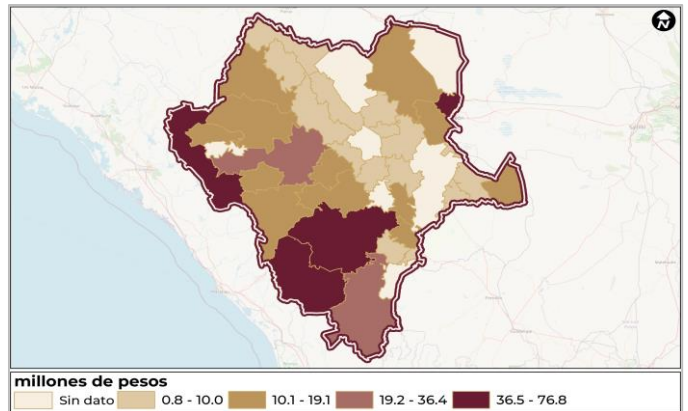 N
millones de pesos
Sin dato 0.8 - 10.0 10.1 - 19.1 19.2 - 36.4 36.5 - 76.8